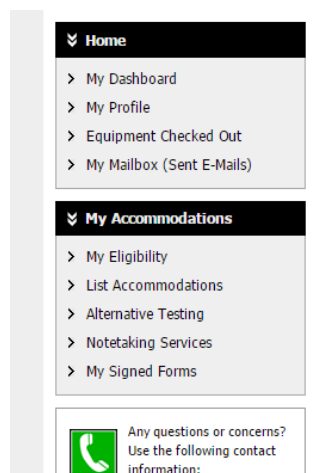 Home
My Dashboard
My Profile
Equipment Checked Out
My Mailbox (Sent E-Mails)
My Accommodations
My Eligibility
List Accommodations
Alternative Testing
Notetaking Services
My Signed Forms
Any questions or concerns?
Use the following contact
information: